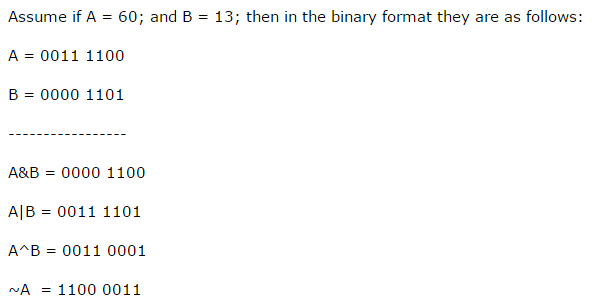 Assume if A = 60; and B = 13; then in the binary format they are as follows:
A = 0011 1100
B = 0000 1101
-----------------
A&B = 0000 1100
A|B = 0011 1101
A^B = 0011 0001
~A  = 1100 0011